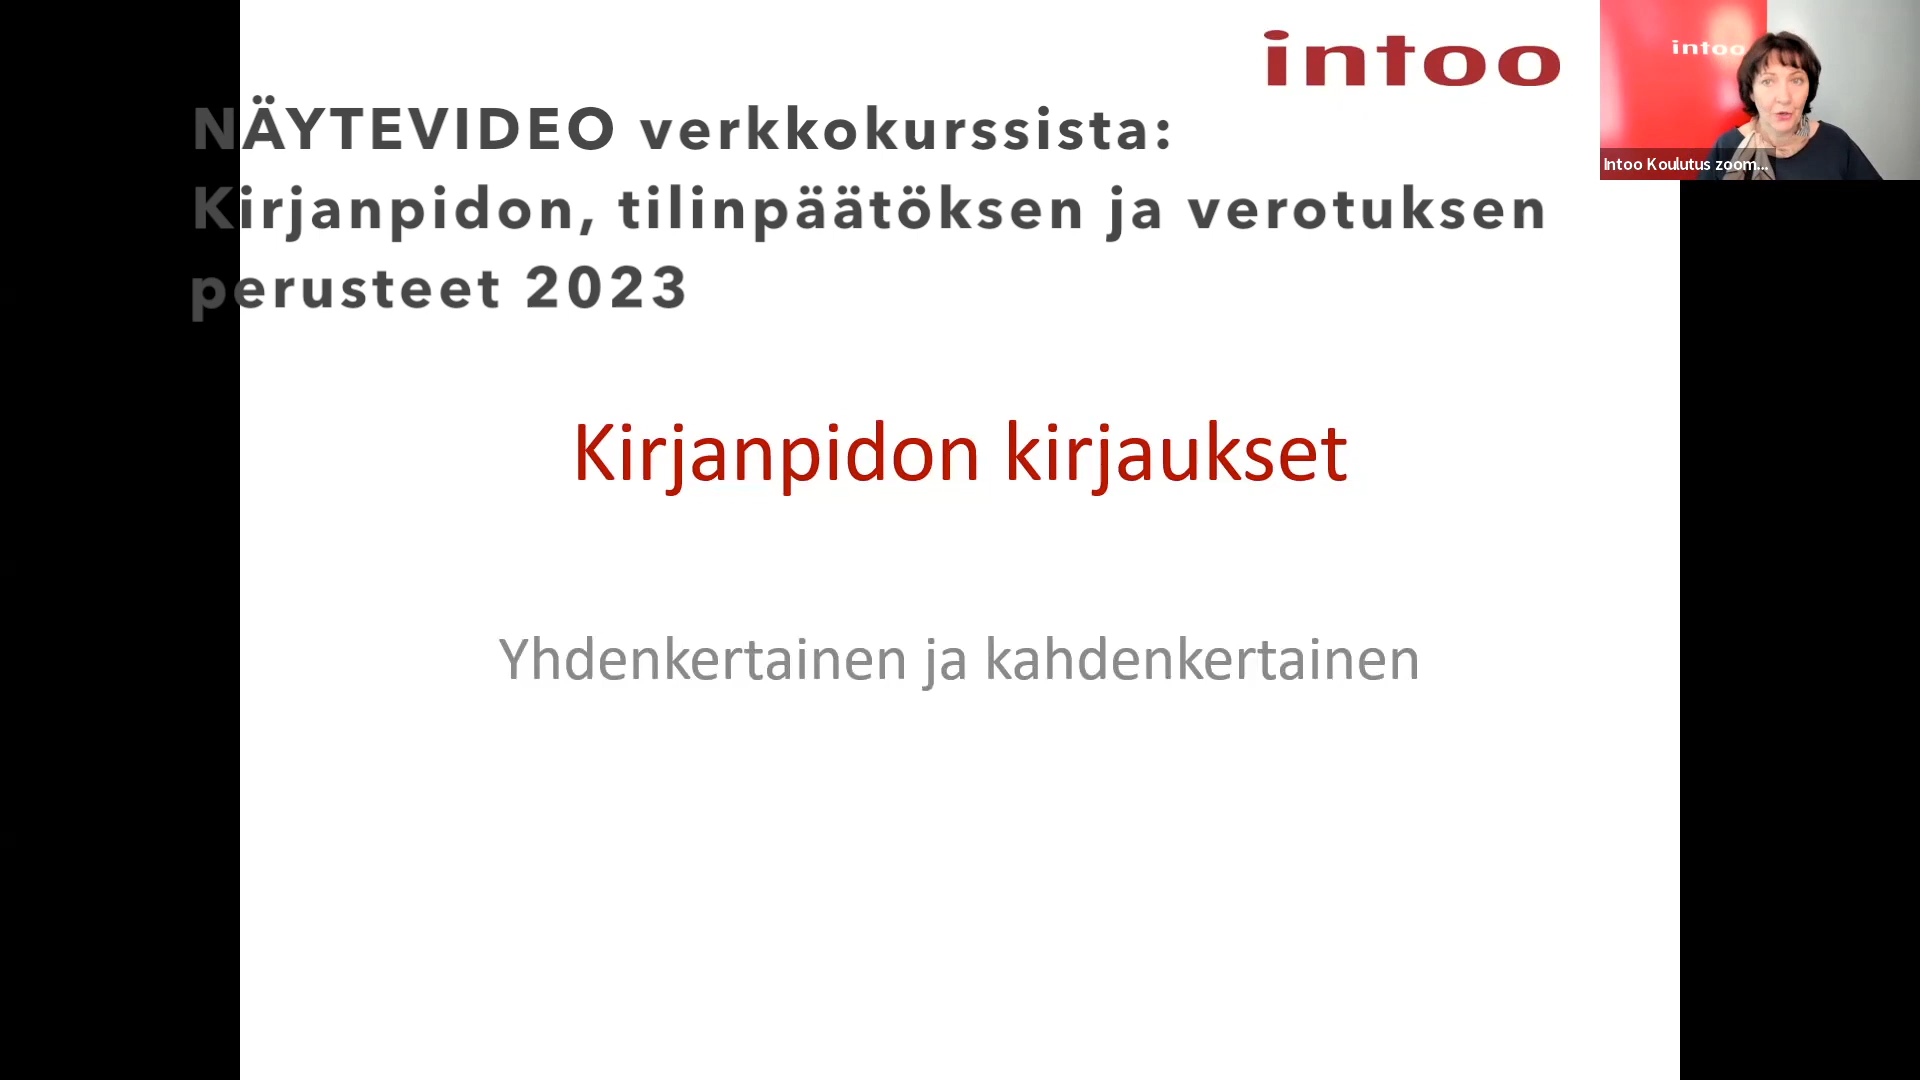 intoo
intoo
Intoo Koulutus zoom...
NÄYTEVIDEO verkkokurssista:
Kirjanpidon, tilinpäätöksen ja verotuksen
perusteet 2023
Kirjanpidon kirjaukset
Yhdenkertainen ja kahdenkertainen